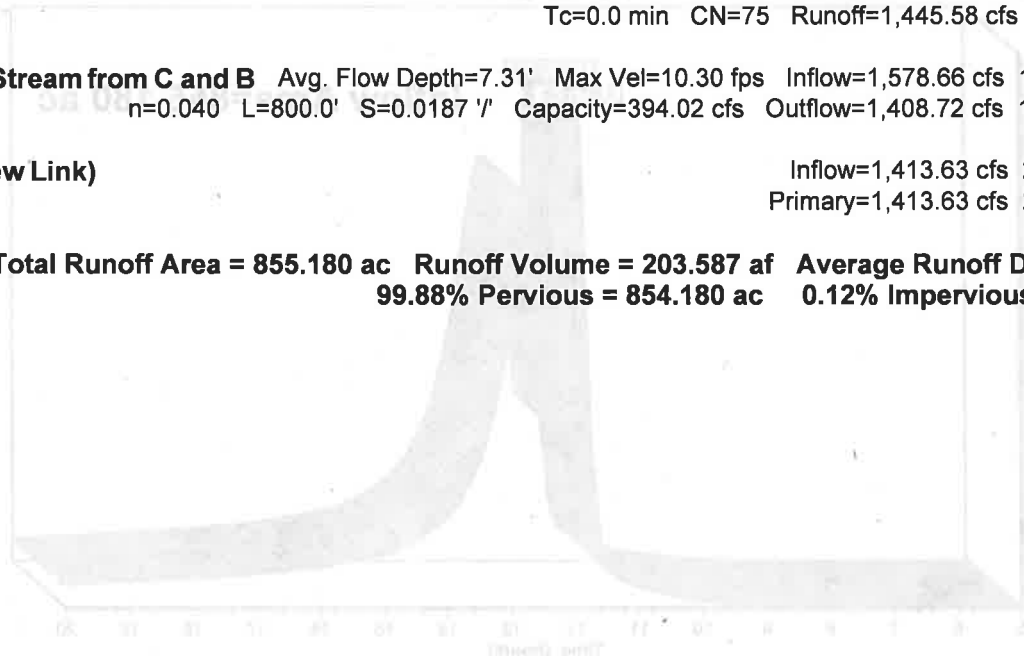 Tc=0.0 min CN=75 Runoff=1,445.58 cfs
Stream from C and B Avg. Flow Depth=7.31' Max Vel=10.30 fps Inflow=1,578.66 cfs
n=0.040 L=800.0' S=0.0187 '/' Capacity=394.02 cfs Outflow=1,408.72 cfs
ew Link) Inflow=1,413.63 cfs
Primary=1,413.63 cfs
Total Runoff Area = 855.180 ac Runoff Volume = 203.587 af Average Runoff D
99.88% Pervious = 854.180 ac 0.12% Impervious